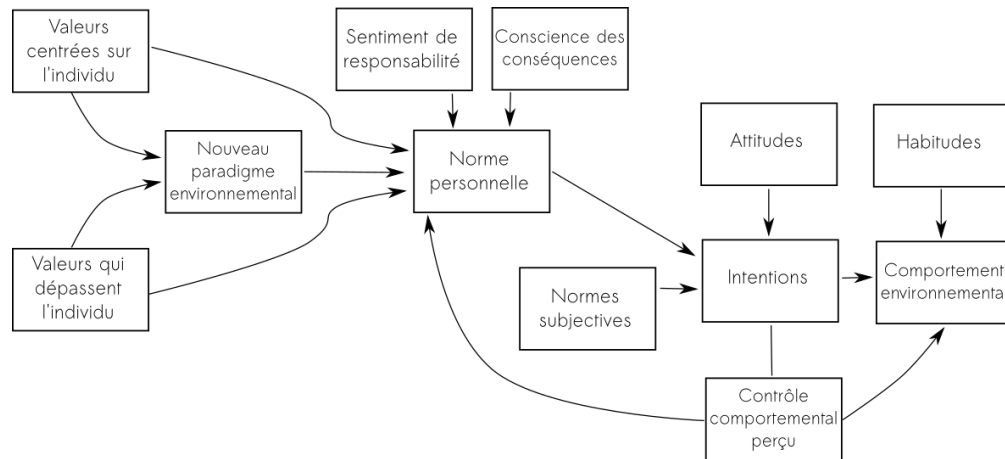 Valeurs
centrées sur
l'individu
Sentiment de
responsabilité
Conscience des
conséquences
Nouveau
paradigme
environnemental
Norme
personnelle
Attitudes
Habitudes
Valeurs qui
dépassent
l'individu
Normes
subjectives
Intentions
Comportement
environnemental
Contrôle
comportemental
perçu